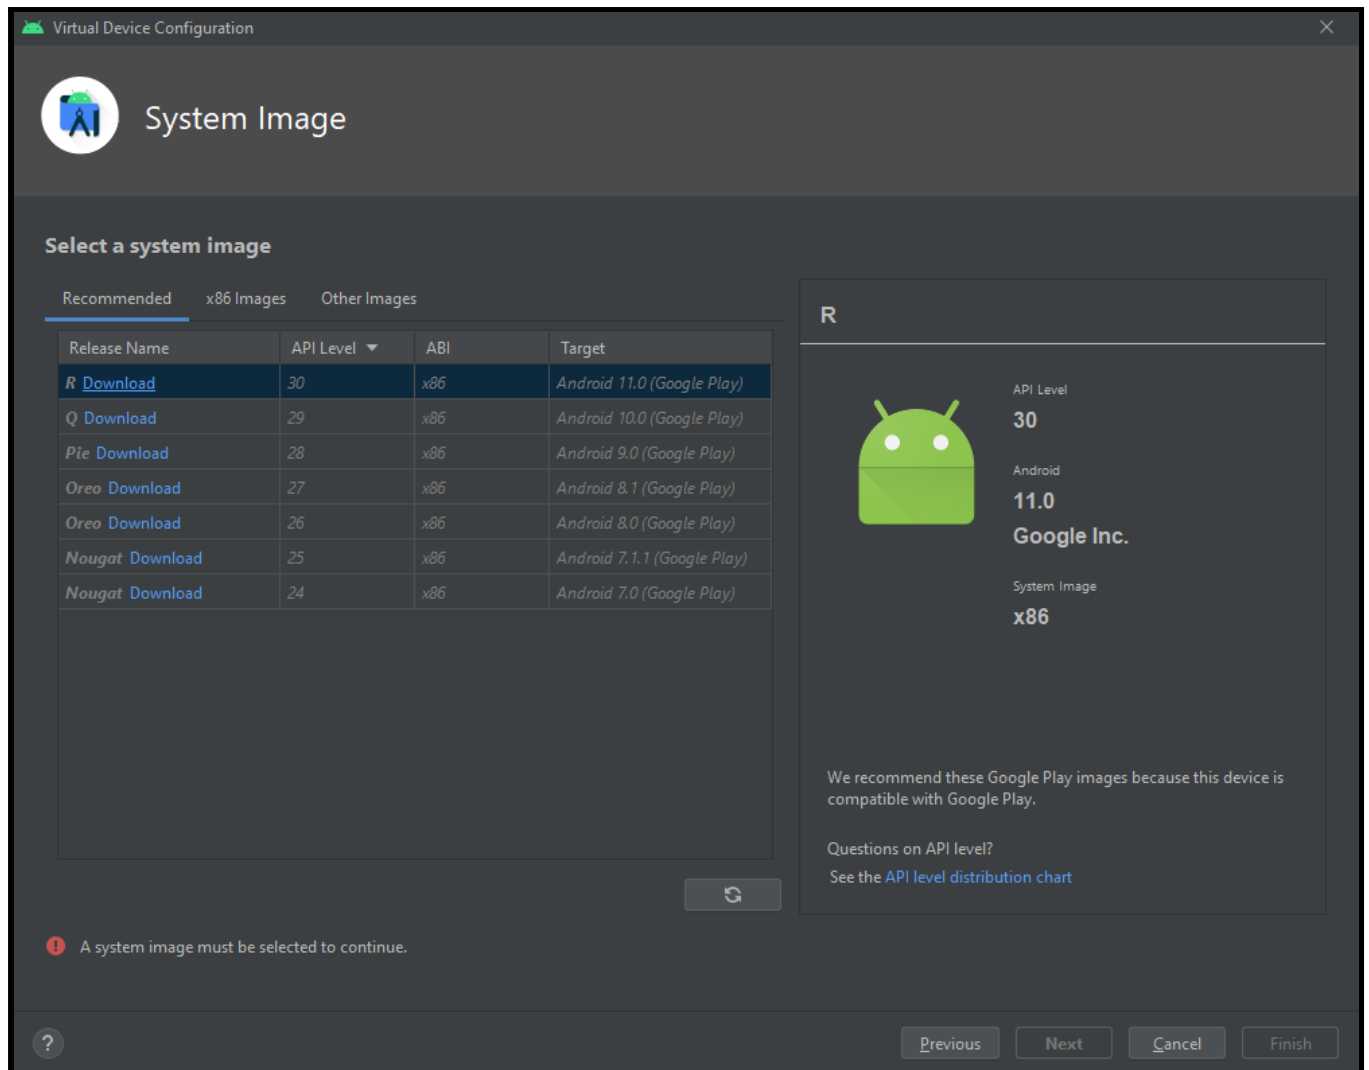 Virtual Device Configuration
System Image
Select a system image
Recommended x86 Images Other Images
Release Name API Level ABI Target
R Download 30 x86 Android 11.0 (Google Play)
Q Download 29 x86 Android 10.0 (Google Play)
Pie Download 28 x86 Android 9.0 (Google Play)
Oreo Download 27 x86 Android 8.1 (Google Play)
Oreo Download 26 x86 Android 8.0 (Google Play)
Nougat Download 25 x86 Android 7.1.1 (Google Play)
Nougat Download 24 x86 Android 7.0 (Google Play)
R
API Level
30
Android
11.0
Google Inc.
System Image
x86
We recommend these Google Play images because this device is
compatible with Google Play.
Questions on API level?
See the API level distribution chart
A system image must be selected to continue.
? Previous Next Cancel Finish